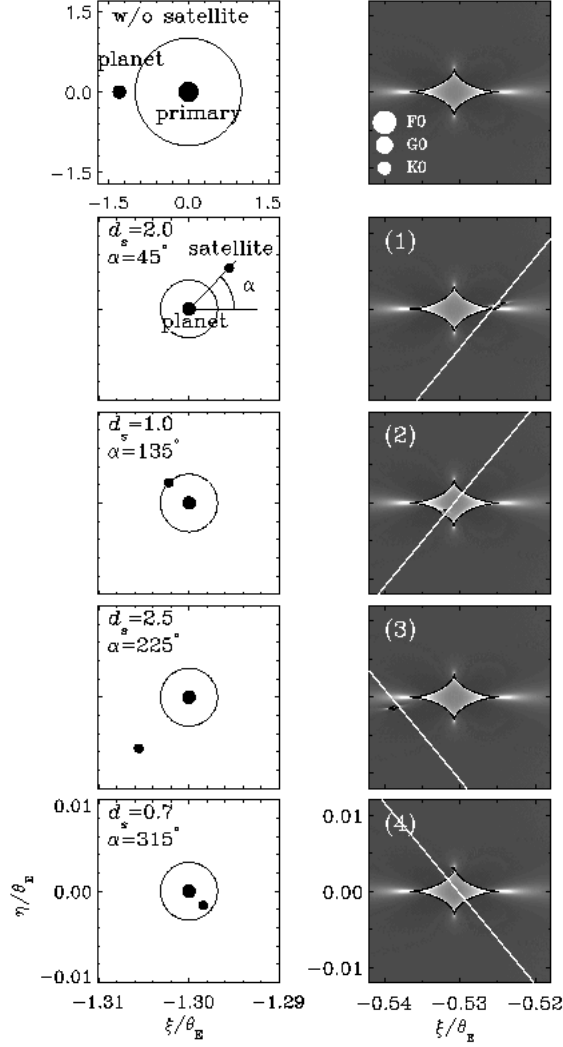 1.5
w/o satellite
planet
0.0
primary
−1.5
−1.5 0.0 1.5
F0
G0
K0
d_s=2.0
α=45°
satellite
α
planet
(1)
d_s=1.0
α=135°
(2)
d_s=2.5
α=225°
(3)
0.01
d_s=0.7
α=315°
η/θ_E
0.00
−0.01
−1.31 −1.30 −1.29
ξ/θ_E
0.01
(4)
0.00
−0.01
−0.54 −0.53 −0.52
ξ/θ_E